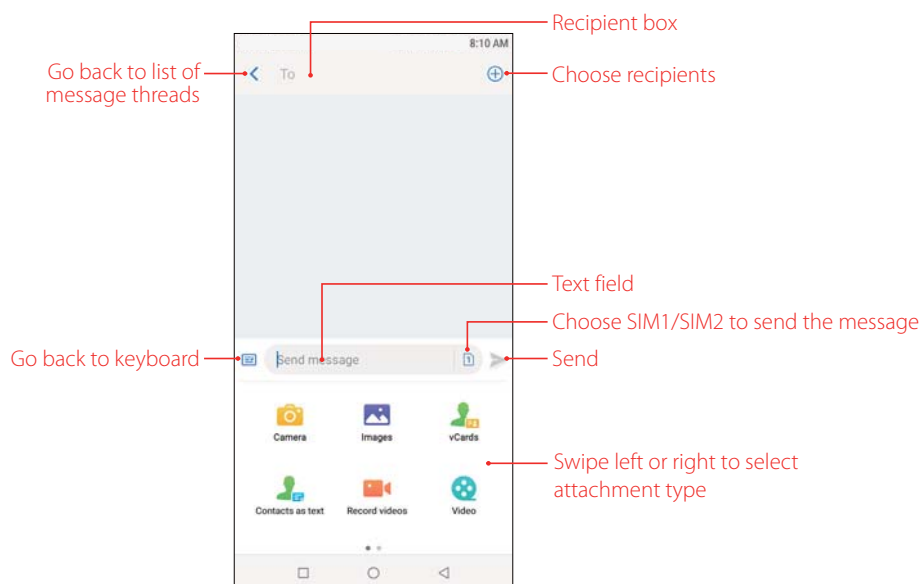 Recipient box
8:10 AM
Go back to list of
message threads
To
Choose recipients
Text field
Choose SIM1/SIM2 to send the message
Go back to keyboard
Send message
1
Send
Camera
Images
vCards
Swipe left or right to select
attachment type
Contacts as text
Record videos
Video